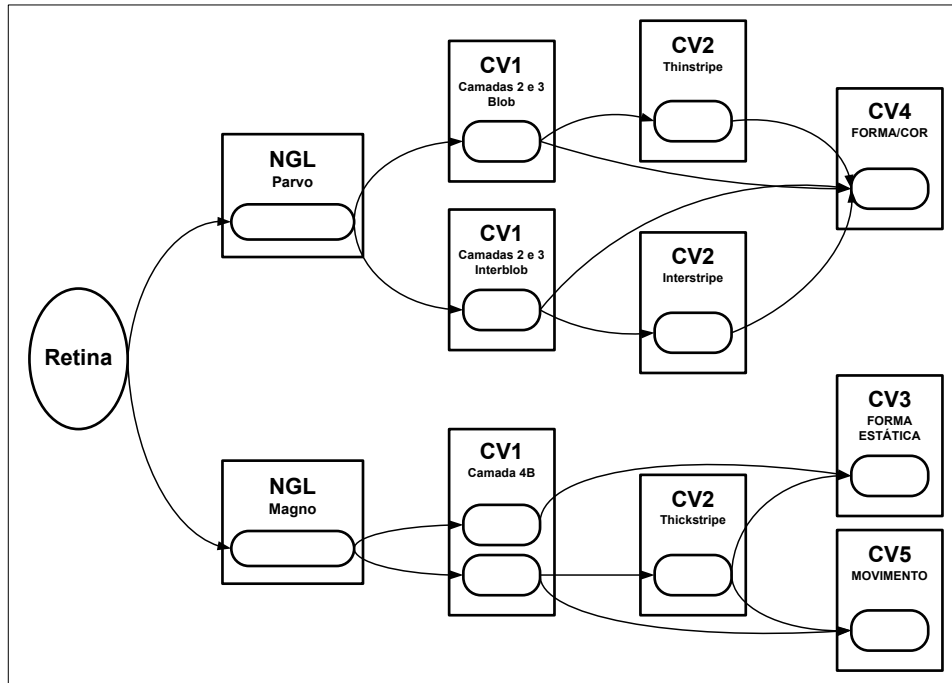 CV1
Camadas 2 e 3
Blob
CV2
Thinstripe
CV4
FORMA/COR
NGL
Parvo
CV1
Camadas 2 e 3
Interblob
CV2
Interstripe
Retina
NGL
Magno
CV1
Camada 4B
CV2
Thickstripe
CV3
FORMA
ESTÁTICA
CV5
MOVIMENTO